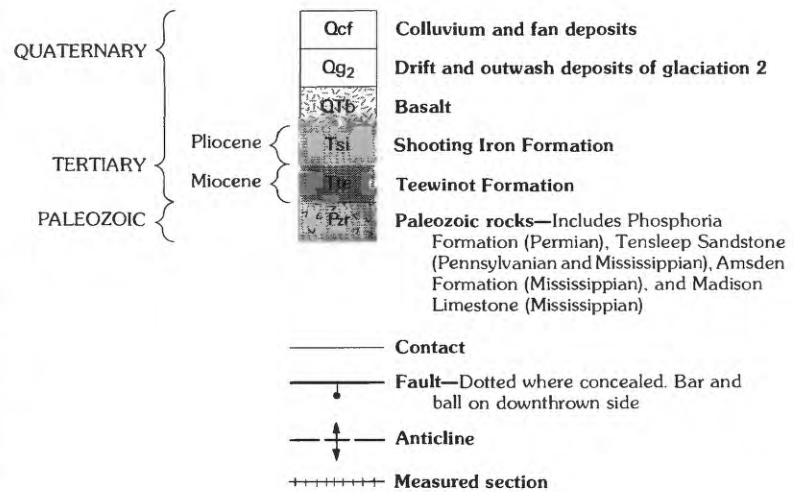 QUATERNARY
Qcf Colluvium and fan deposits
Qg2 Drift and outwash deposits of glaciation 2
QTb Basalt
TERTIARY
Pliocene Tsi Shooting Iron Formation
Miocene Tte Teewinot Formation
PALEOZOIC
Pzr Paleozoic rocks—Includes Phosphoria
Formation (Permian), Tensleep Sandstone
(Pennsylvanian and Mississippian), Amsden
Formation (Mississippian), and Madison
Limestone (Mississippian)
Contact
Fault—Dotted where concealed. Bar and
ball on downthrown side
Anticline
Measured section